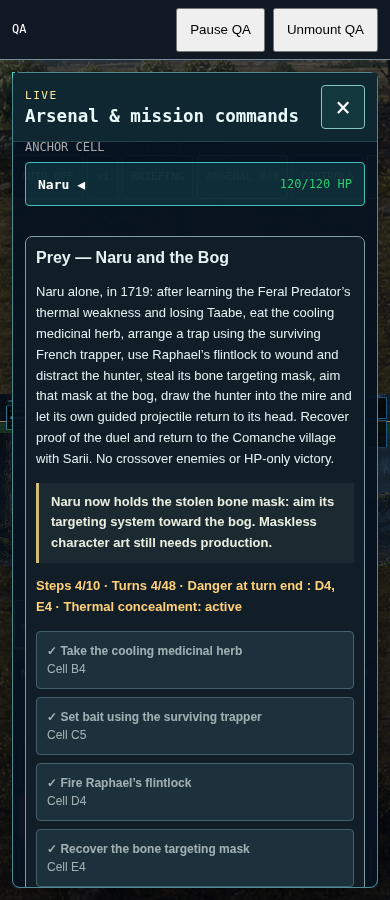 QA
Pause QA
Unmount QA
LIVE
Arsenal & mission commands
×
ANCHOR CELL
Naru ◀
120/120 HP
Prey — Naru and the Bog
Naru alone, in 1719: after learning the Feral Predator’s
thermal weakness and losing Taabe, eat the cooling
medicinal herb, arrange a trap using the surviving
French trapper, use Raphael’s flintlock to wound and
distract the hunter, steal its bone targeting mask, aim
that mask at the bog, draw the hunter into the mire and
let its own guided projectile return to its head. Recover
proof of the duel and return to the Comanche village
with Sarii. No crossover enemies or HP-only victory.
Naru now holds the stolen bone mask: aim its
targeting system toward the bog. Maskless
character art still needs production.
Steps 4/10 · Turns 4/48 · Danger at turn end : D4,
E4 · Thermal concealment: active
✓ Take the cooling medicinal herb
Cell B4
✓ Set bait using the surviving trapper
Cell C5
✓ Fire Raphael’s flintlock
Cell D4
✓ Recover the bone targeting mask
Cell E4